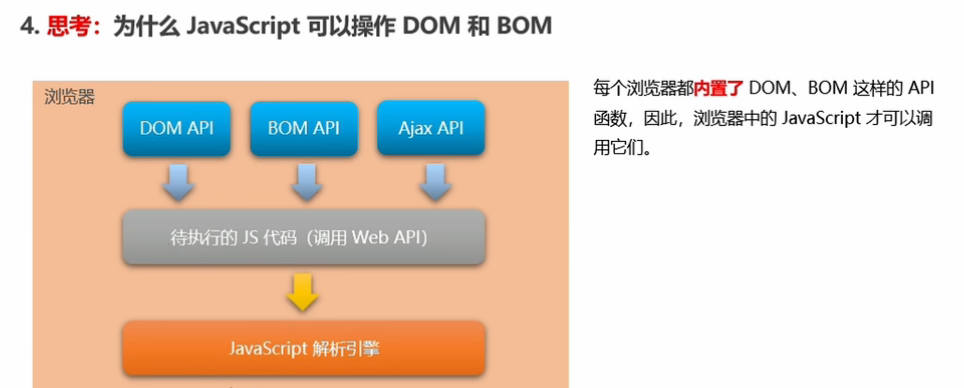 4. 思考：为什么 JavaScript 可以操作 DOM 和 BOM
浏览器
DOM API
BOM API
Ajax API
待执行的 JS 代码（调用 Web API）
JavaScript 解析引擎
每个浏览器都内置了 DOM、BOM 这样的 API
函数，因此，浏览器中的 JavaScript 才可以调
用它们。